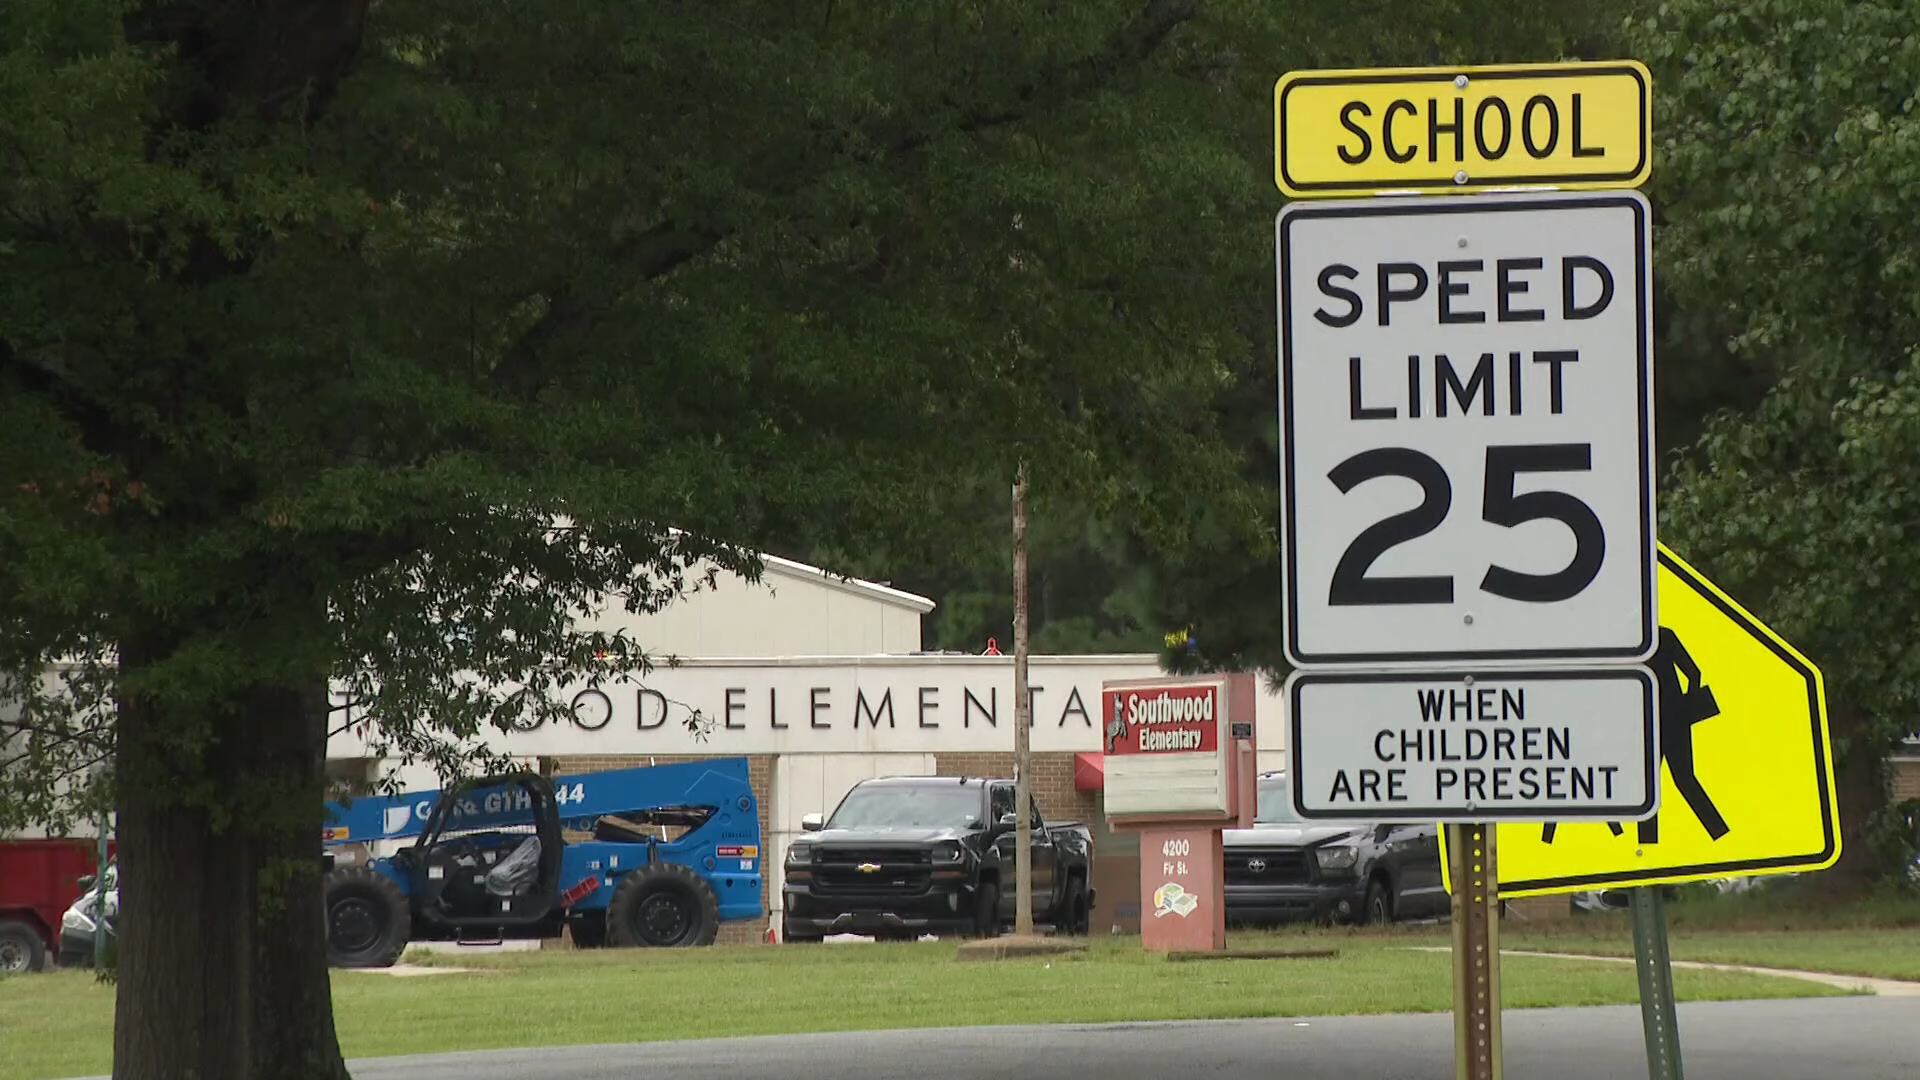 SCHOOL
SPEED
LIMIT
25
WHEN
CHILDREN
ARE PRESENT
OOD ELEMENTA
Southwood
Elementary
4200
Fir St.